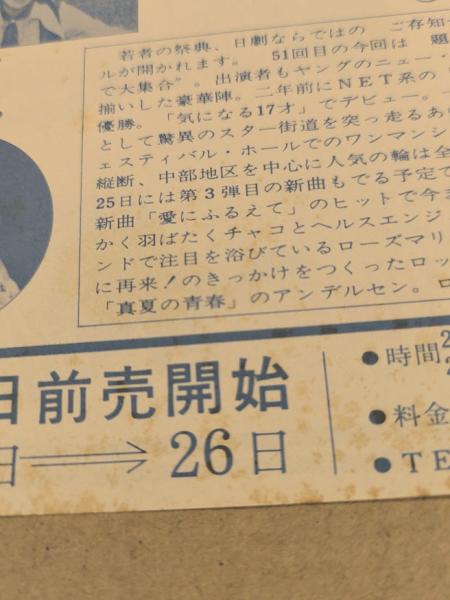 若者の祭典、日劇ならではの ご存知
ルが開かれます。 51回目の今回は 題
で大集合〟。出演者もヤングのニュー・
揃いした豪華陣。二年前にNET系の
優勝。「気になる17才」でデビュー。
として驚異のスター街道を突っ走るあ
ェスティバル・ホールでのワンマンシ
縦断、中部地区を中心に人気の輪は全
25日には第3弾目の新曲もでる予定で
新曲「愛にふるえて」のヒットで今ま
かく羽ばたくチャコとヘルスエンジ
ンドで注目を浴びているローズマリ
に再来!のきっかけをつくったロッ
「真夏の青春」のアンデルセン。ロ
日前売開始
日⟹26日
●時間2
●料金
●TE